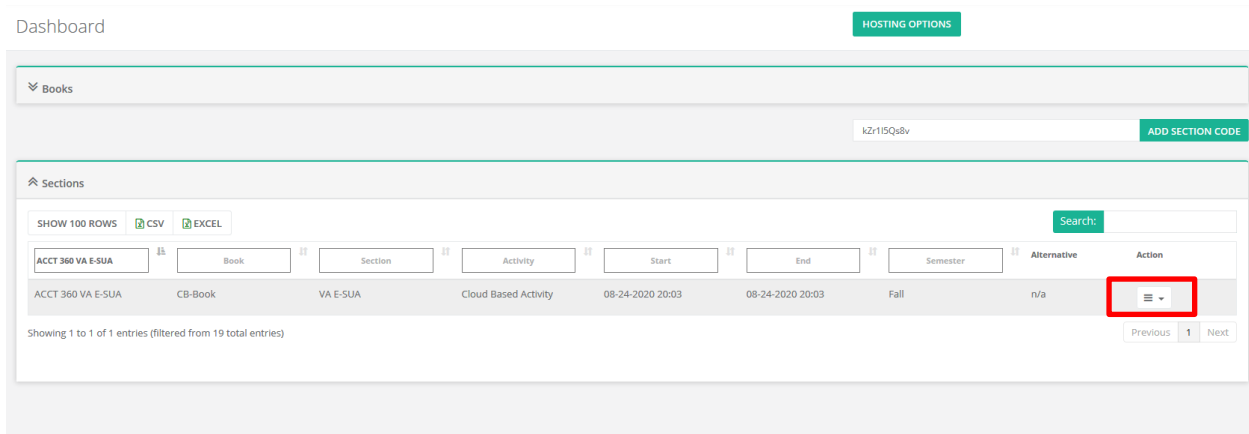 Dashboard
HOSTING OPTIONS
Books
kZr1I5Qs8v
ADD SECTION CODE
Sections
SHOW 100 ROWS CSV EXCEL
Search:
ACCT 360 VA E-SUA Book Section Activity Start End Semester Alternative Action
ACCT 360 VA E-SUA CB-Book VA E-SUA Cloud Based Activity 08-24-2020 20:03 08-24-2020 20:03 Fall n/a
Showing 1 to 1 of 1 entries (filtered from 19 total entries)
Previous 1 Next